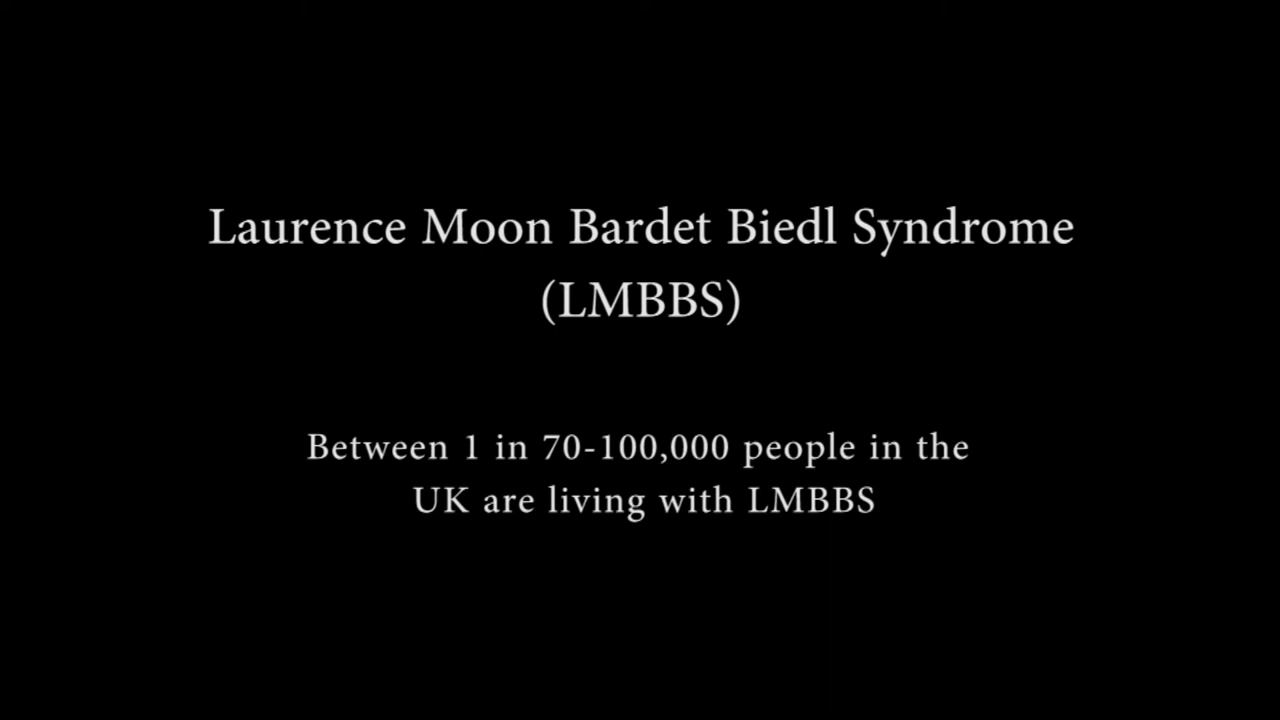 Laurence Moon Bardet Biedl Syndrome
(LMBBS)
Between 1 in 70-100,000 people in the
UK are living with LMBBS